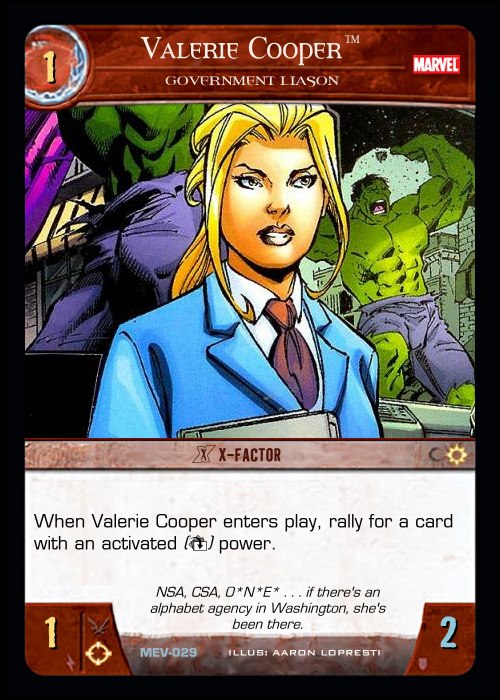 1
VALERIE COOPER™
MARVEL
GOVERNMENT LIASON
X X-FACTOR
When Valerie Cooper enters play, rally for a card
with an activated [ ] power.
NSA, CSA, O*N*E* . . . if there's an
alphabet agency in Washington, she's
been there.
1
2
MEV-029 ILLUS: AARON LOPRESTI